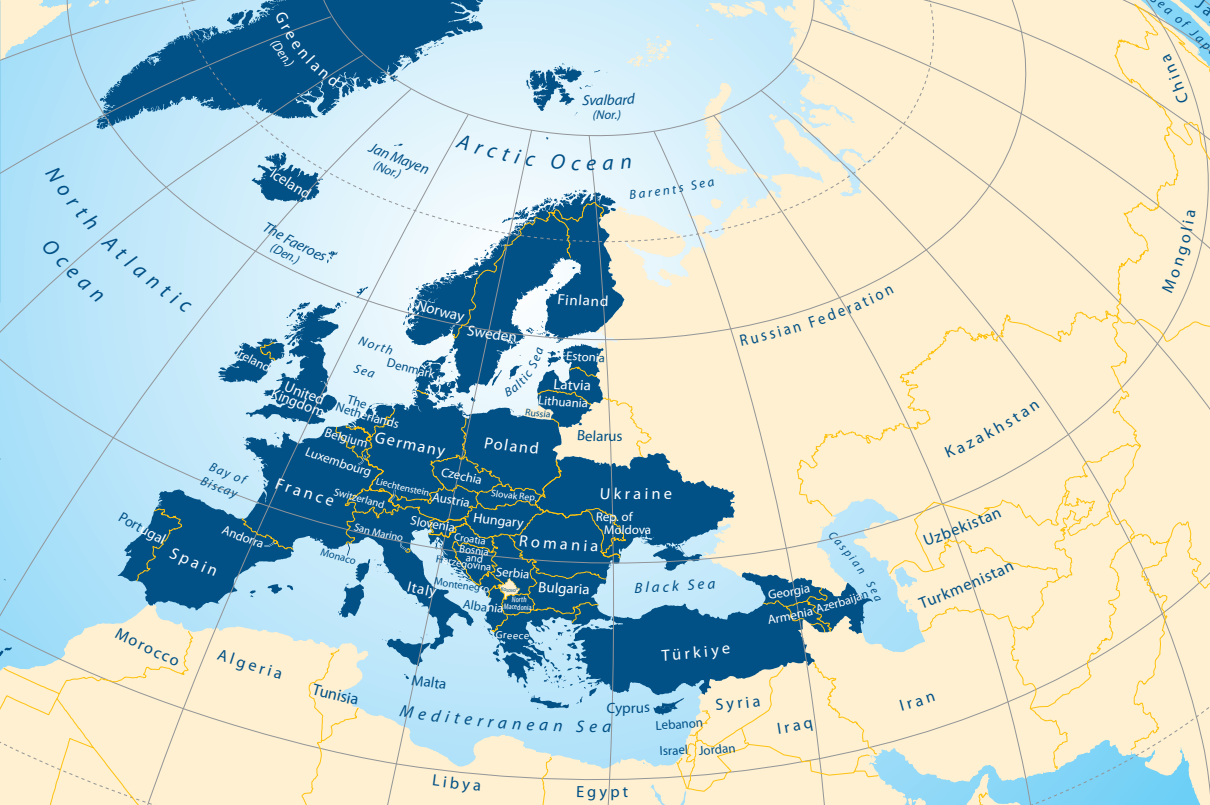 Greenland
(Den.)
Svalbard
(Nor.)
Jan Mayen
(Nor.)
Arctic Ocean
Barents Sea
Iceland
The Faeroes
(Den.)
North Atlantic
Ocean
China
Mongolia
Sea of Jap
Ja
Russian Federation
Kazakhstan
Norway
Sweden
Finland
Estonia
Latvia
Lithuania
Russia
Belarus
Baltic Sea
North
Sea
Denmark
Ireland
United
Kingdom
The
Netherlands
Belgium
Luxembourg
Germany
Poland
Czechia
Slovak Rep.
Ukraine
Rep. of
Moldova
Liechtenstein
Switzerland
Austria
France
Bay of
Biscay
Hungary
Romania
Slovenia
Croatia
Bosnia
and
Herzegovina
Serbia
Montenegro
Albania
North
Macedonia
Bulgaria
Greece
San Marino
Monaco
Italy
Andorra
Portugal
Spain
Black Sea
Georgia
Armenia
Azerbaijan
Caspian Sea
Uzbekistan
Turkmenistan
Türkiye
Malta
Mediterranean Sea
Cyprus
Lebanon
Syria
Iraq
Iran
Israel
Jordan
Morocco
Algeria
Tunisia
Libya
Egypt